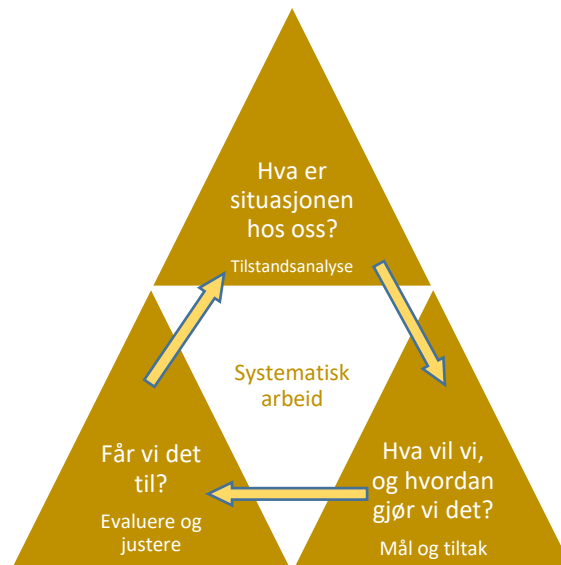 Hva er
situasjonen
hos oss?
Tilstandsanalyse
Systematisk
arbeid
Får vi det
til?
Evaluere og
justere
Hva vil vi,
og hvordan
gjør vi det?
Mål og tiltak